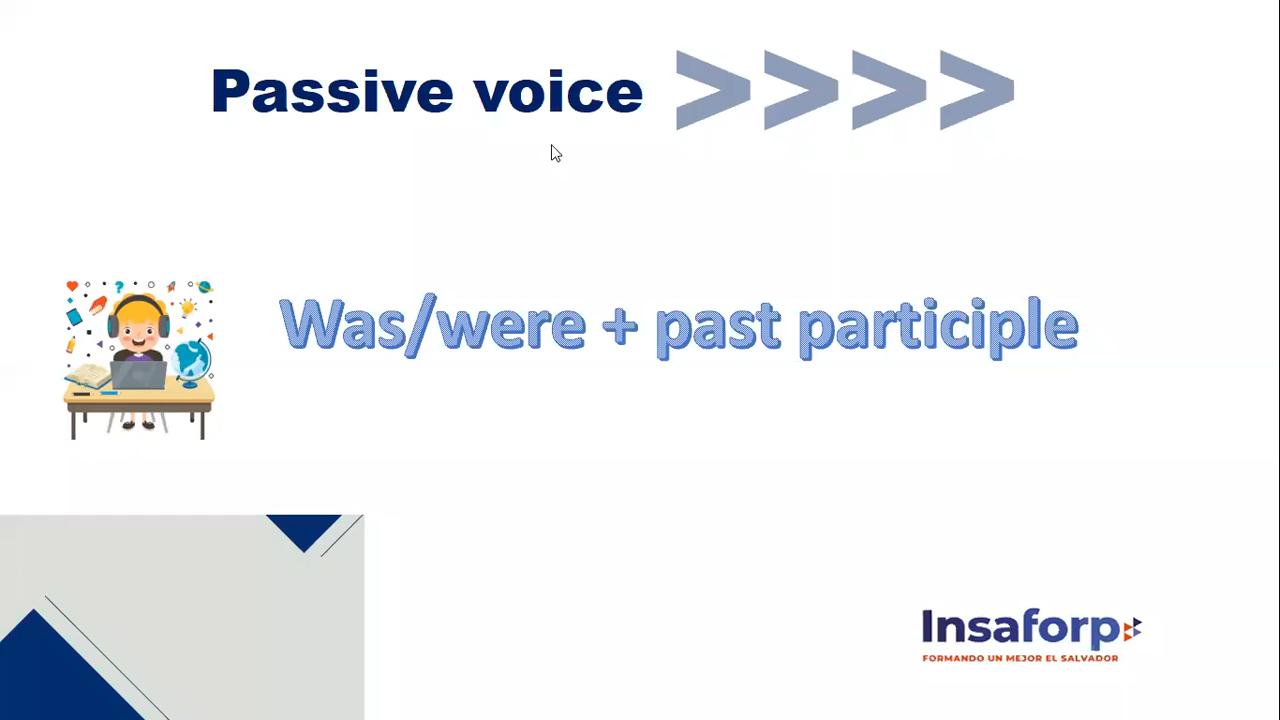 Passive voice >>>>
Was/were + past participle
Insaforp
FORMANDO UN MEJOR EL SALVADOR